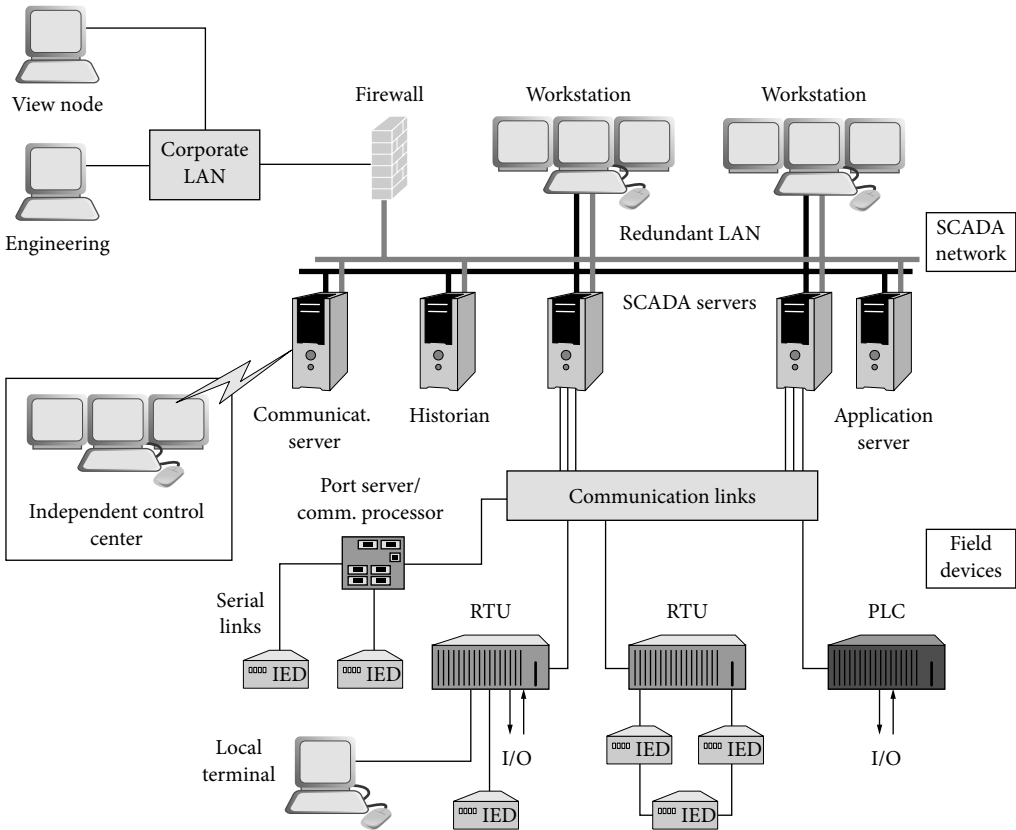 View node
Engineering
Corporate
LAN
Firewall
Workstation
Workstation
Redundant LAN
SCADA
network
SCADA servers
Communicat.
server
Historian
Application
server
Independent control
center
Port server/
comm. processor
Communication links
Field
devices
Serial
links
RTU
RTU
PLC
IED
IED
I/O
IED
IED
I/O
Local
terminal
IED
IED